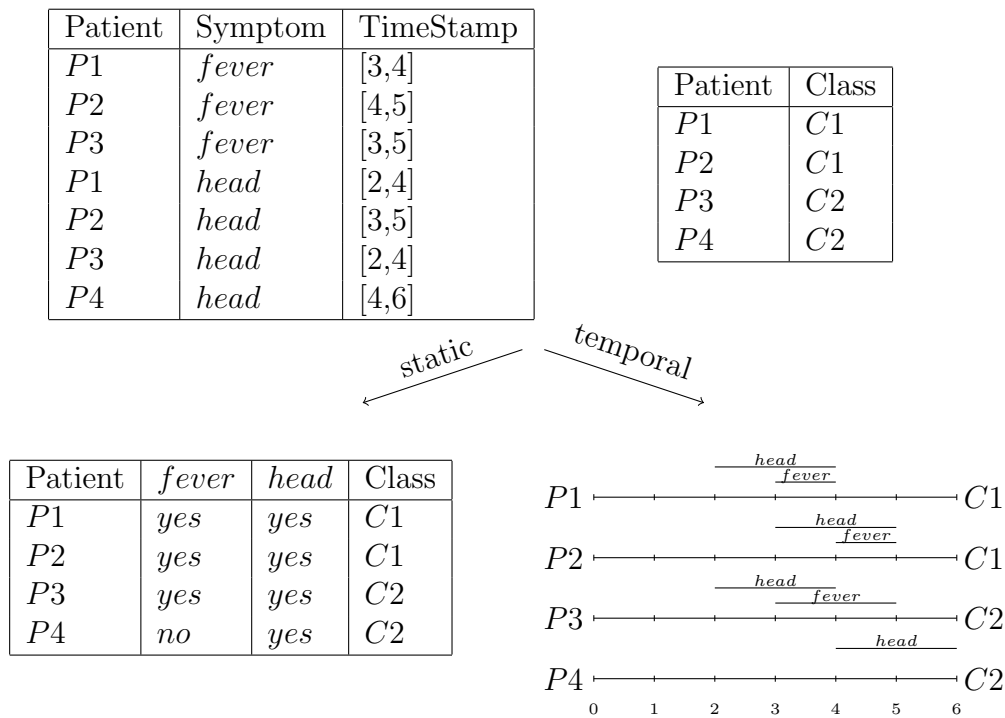 Patient Symptom TimeStamp
P1 fever [3,4]
P2 fever [4,5]
P3 fever [3,5]
P1 head [2,4]
P2 head [3,5]
P3 head [2,4]
P4 head [4,6]
Patient Class
P1 C1
P2 C1
P3 C2
P4 C2
static
temporal
Patient fever head Class
P1 yes yes C1
P2 yes yes C1
P3 yes yes C2
P4 no yes C2
head
fever
P1 C1
head
fever
P2 C1
head
fever
P3 C2
head
P4 C2
0 1 2 3 4 5 6